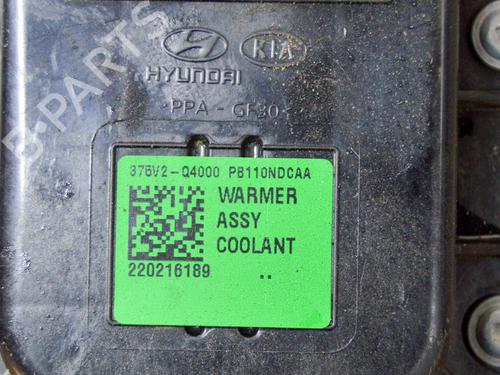 HYUNDAI KIA
PPA - GF30
376V2-Q4000 P8110NDCAA
WARMER
ASSY
COOLANT
220216189 ..
B-PARTS